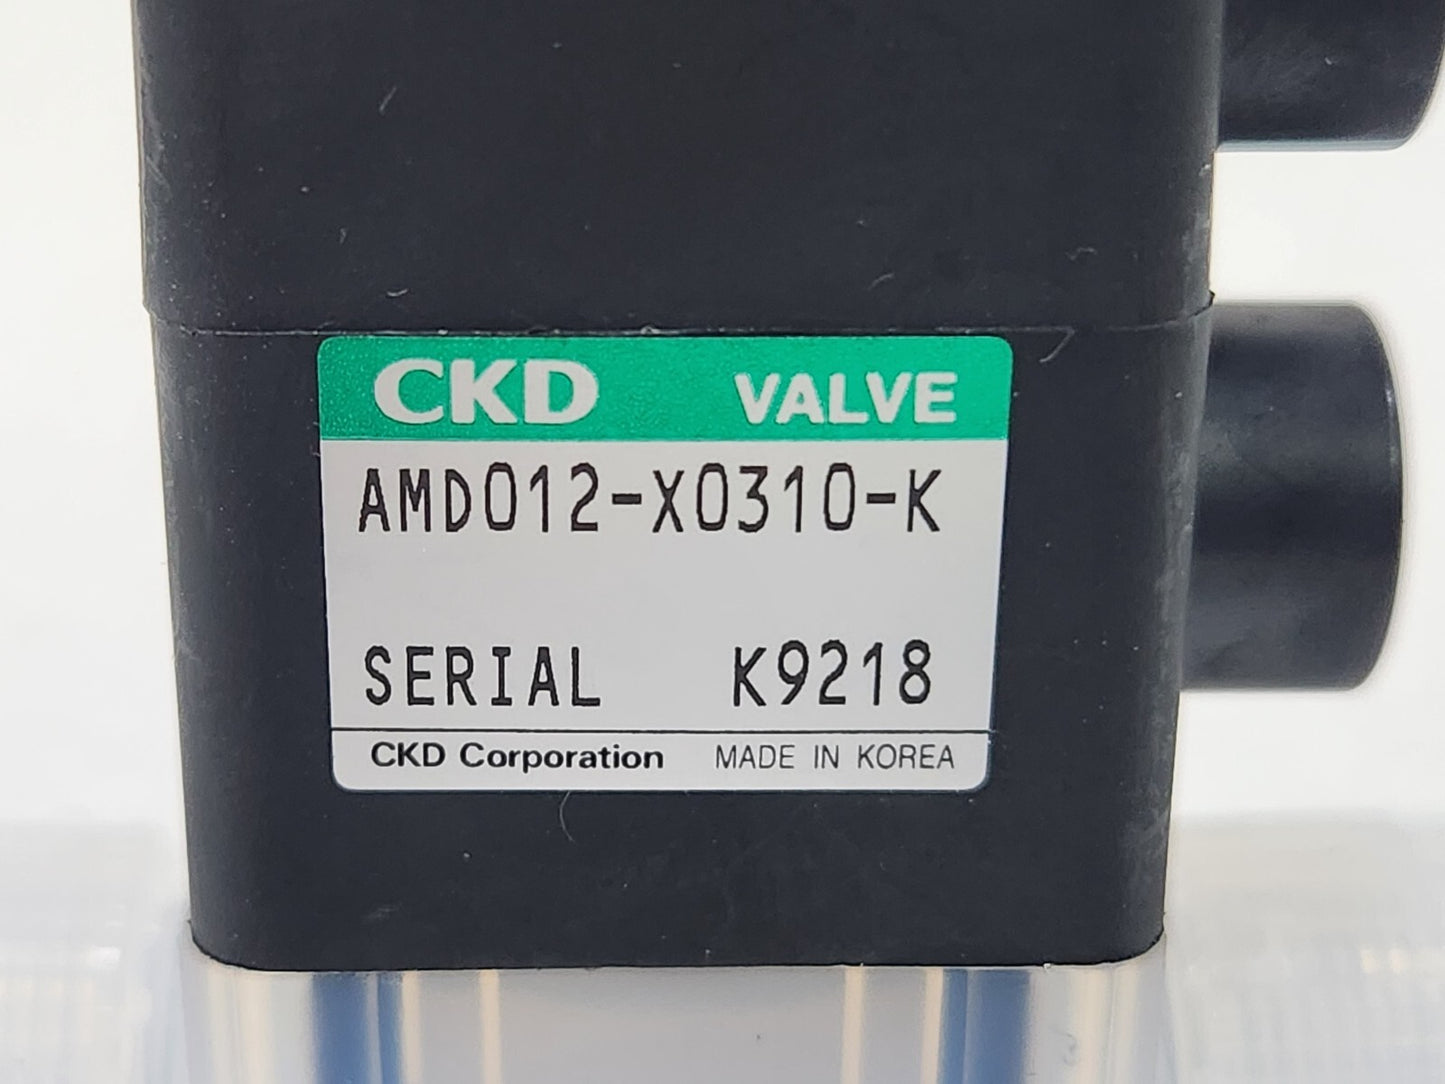 CKD VALVE
AMD012-X0310-K
SERIAL K9218
CKD Corporation MADE IN KOREA